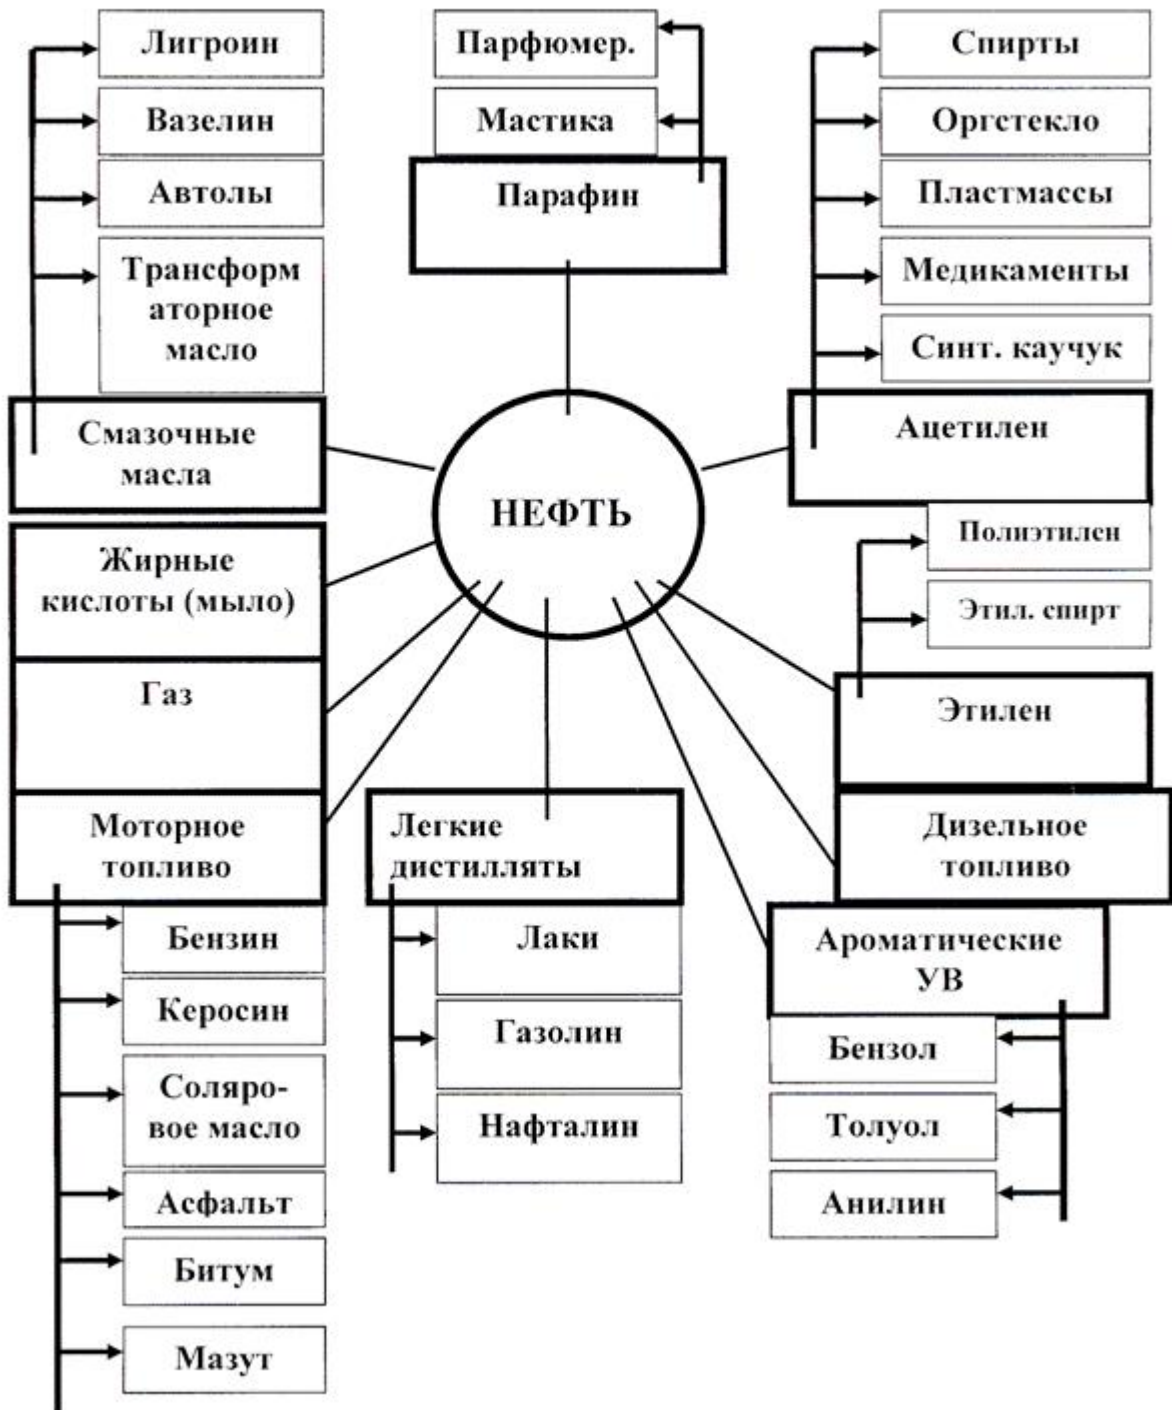 Лигроин
Вазелин
Автолы
Трансформ
аторное
масло
Смазочные
масла
Парфюмер.
Мастика
Парафин
Спирты
Оргстекло
Пластмассы
Медикаменты
Синт. каучук
Ацетилен
НЕФТЬ
Жирные
кислоты (мыло)
Газ
Моторное
топливо
Бензин
Керосин
Соляро-
вое масло
Асфальт
Битум
Мазут
Легкие
дистилляты
Лаки
Газолин
Нафталин
Полиэтилен
Этил. спирт
Этилен
Дизельное
топливо
Ароматические
УВ
Бензол
Толуол
Анилин